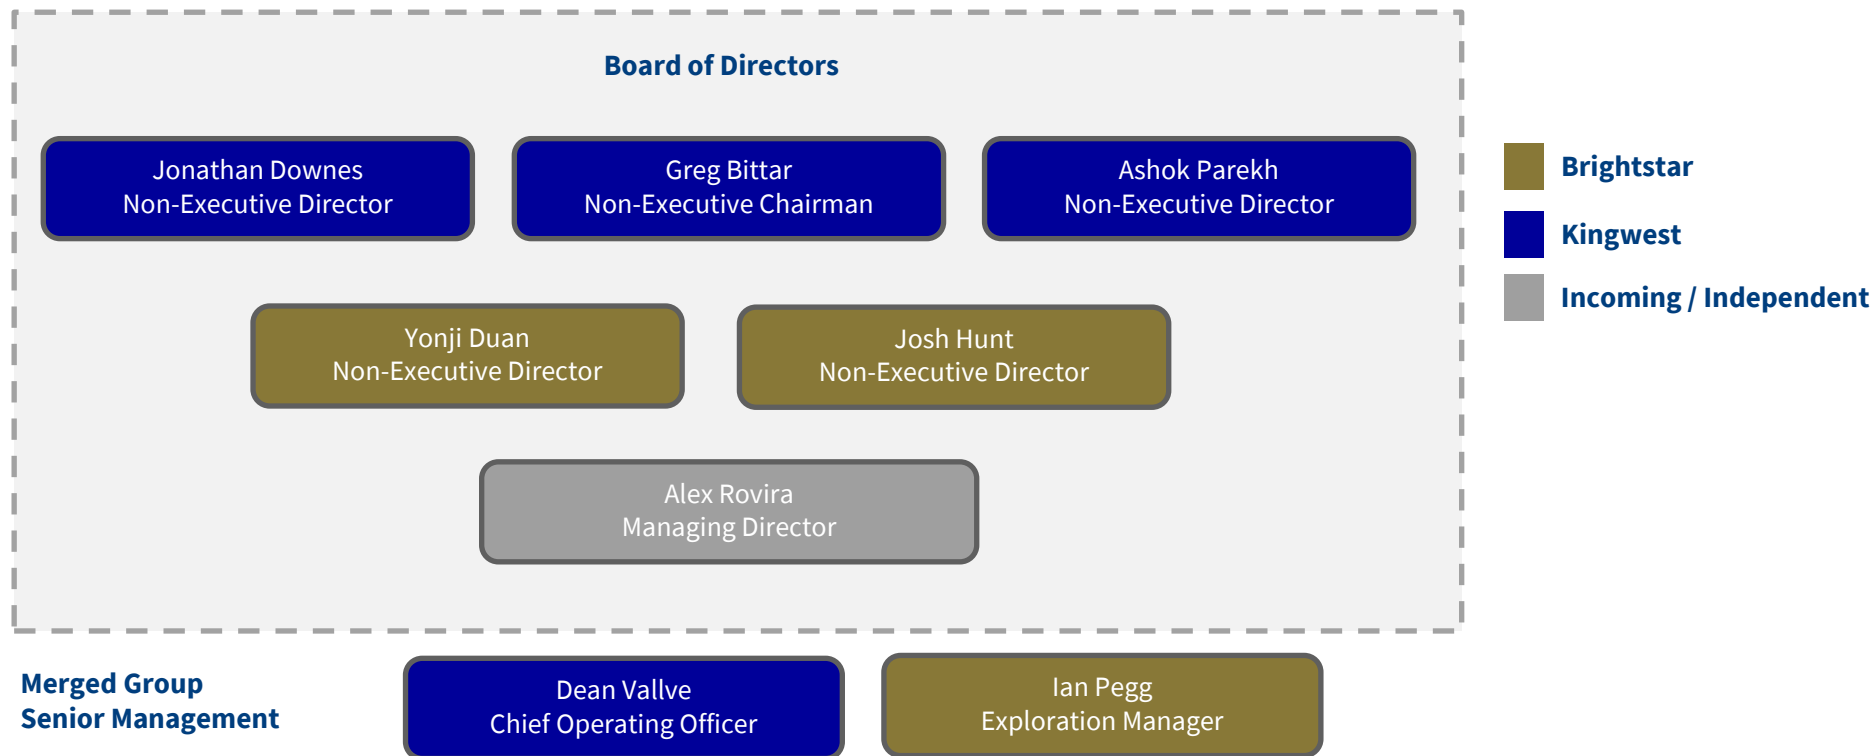 Board of Directors
Jonathan Downes
Non-Executive Director
Greg Bittar
Non-Executive Chairman
Ashok Parekh
Non-Executive Director
Yonji Duan
Non-Executive Director
Josh Hunt
Non-Executive Director
Alex Rovira
Managing Director
Brightstar
Kingwest
Incoming / Independent
Merged Group
Senior Management
Dean Vallve
Chief Operating Officer
Ian Pegg
Exploration Manager